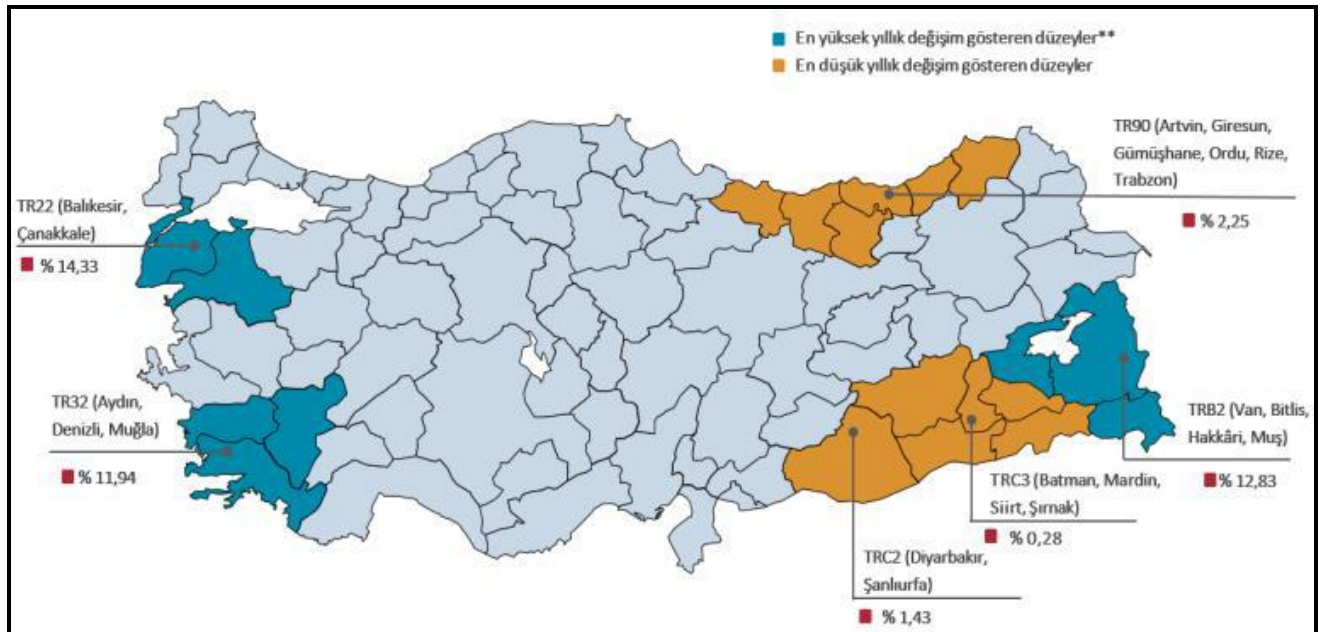 En yüksek yıllık değişim gösteren düzeyler**
En düşük yıllık değişim gösteren düzeyler
TR90 (Artvin, Giresun,
Gümüşhane, Ordu, Rize,
Trabzon)
% 2,25
TR22 (Balıkesir,
Çanakkale)
% 14,33
TR32 (Aydın,
Denizli, Muğla)
% 11,94
TRB2 (Van, Bitlis,
Hakkâri, Muş)
% 12,83
TRC3 (Batman, Mardin,
Siirt, Şırnak)
% 0,28
TRC2 (Diyarbakır,
Şanlıurfa)
% 1,43